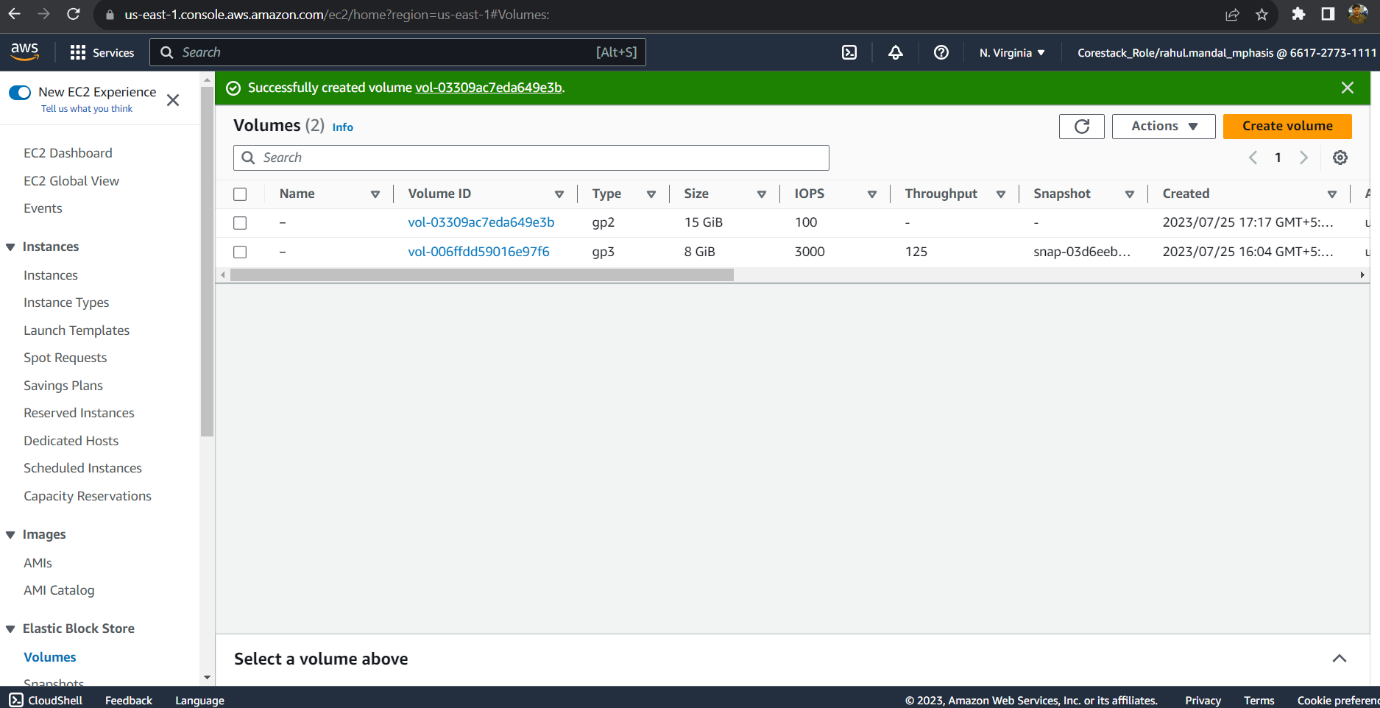 us-east-1.console.aws.amazon.com/ec2/home?region=us-east-1#Volumes:
aws Services Search [Alt+S] N. Virginia Corestack_Role/rahul.mandal_mphasis @ 6617-2773-1111
New EC2 Experience
Tell us what you think
EC2 Dashboard
EC2 Global View
Events
Instances
Instances
Instance Types
Launch Templates
Spot Requests
Savings Plans
Reserved Instances
Dedicated Hosts
Scheduled Instances
Capacity Reservations
Images
AMIs
AMI Catalog
Elastic Block Store
Volumes
Snapshots
Successfully created volume vol-03309ac7eda649e3b.
Volumes (2) Info Actions Create volume
Search 1
Name Volume ID Type Size IOPS Throughput Snapshot Created
– vol-03309ac7eda649e3b gp2 15 GiB 100 - - 2023/07/25 17:17 GMT+5:...
– vol-006ffdd59016e97f6 gp3 8 GiB 3000 125 snap-03d6eeb... 2023/07/25 16:04 GMT+5:...
Select a volume above
CloudShell Feedback Language © 2023, Amazon Web Services, Inc. or its affiliates. Privacy Terms Cookie preferen